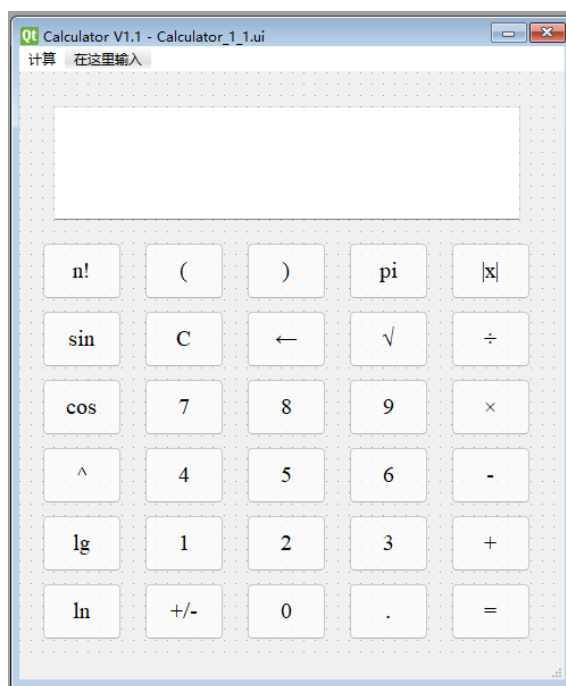 Qt Calculator V1.1 - Calculator_1_1.ui
计算 在这里输入
n! ( ) pi |x|
sin C ← √ ÷
cos 7 8 9 ×
^ 4 5 6 -
lg 1 2 3 +
ln +/- 0 . =